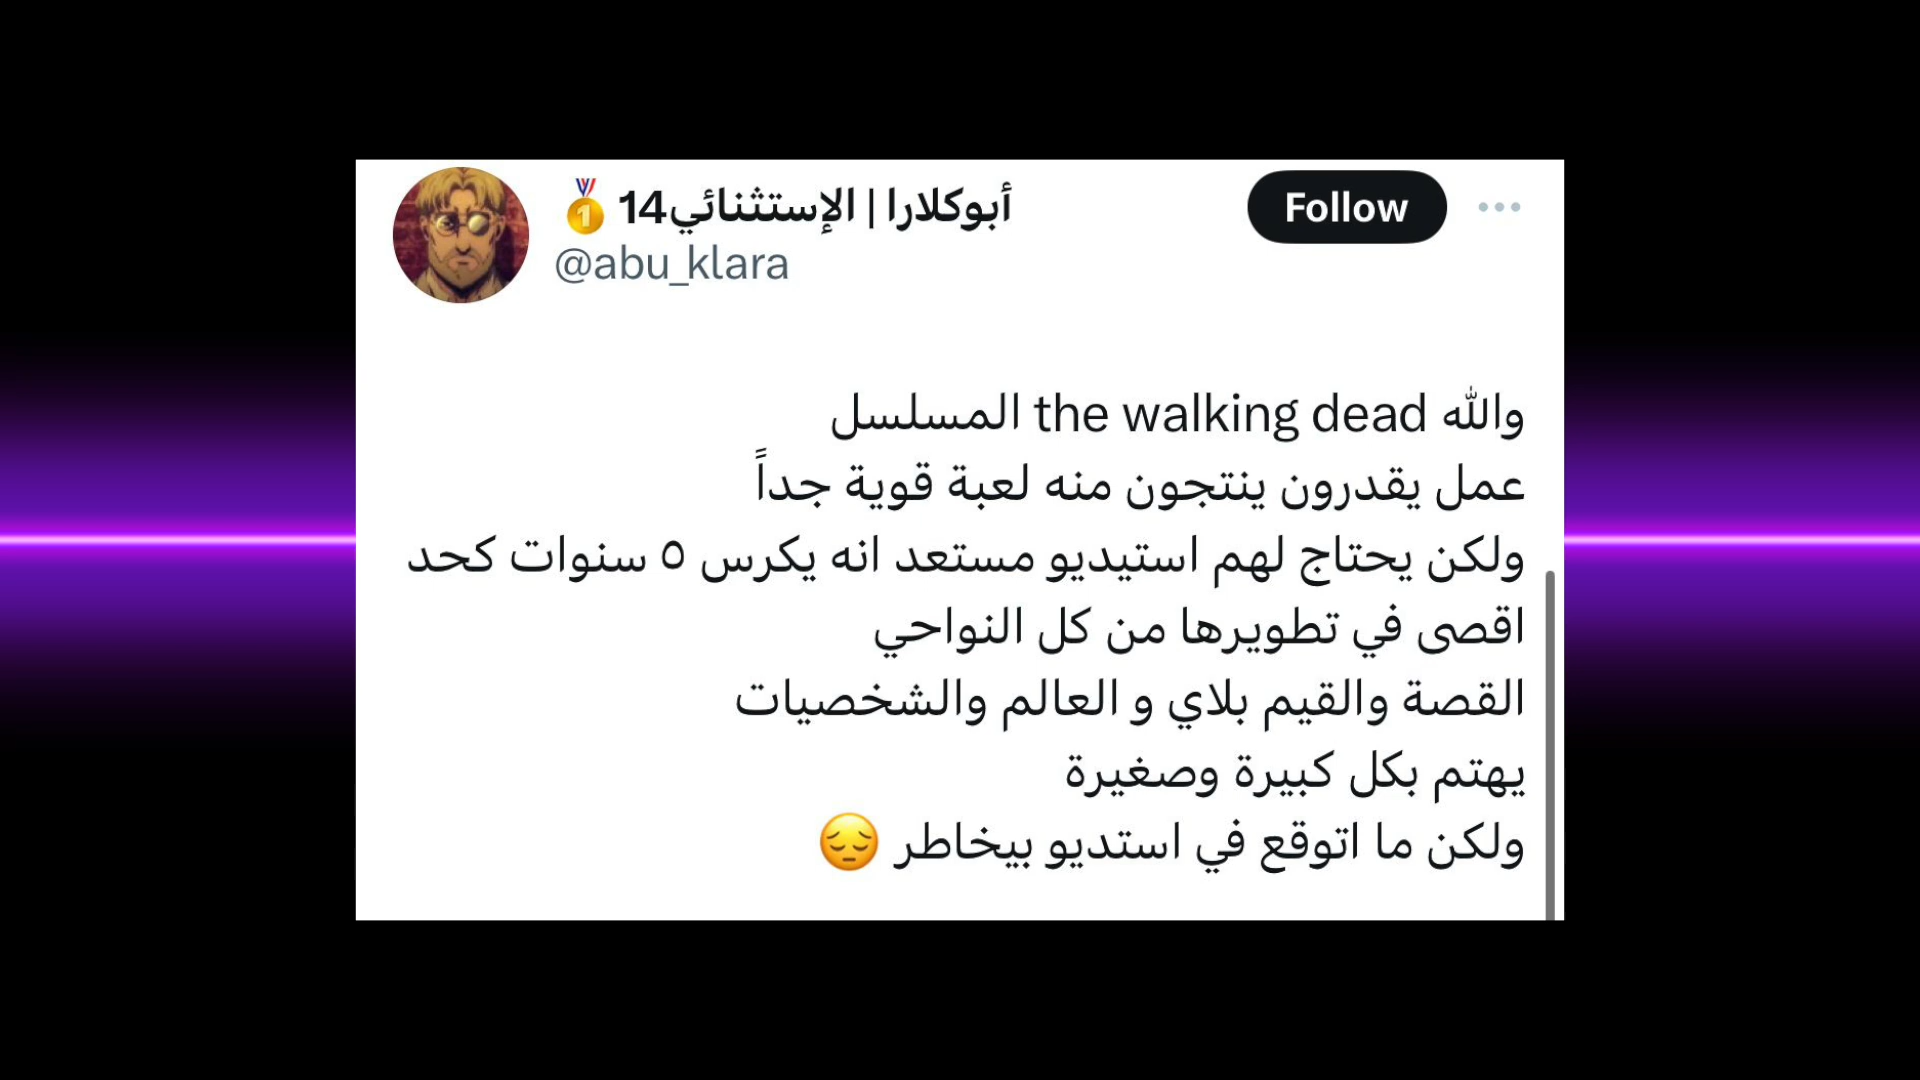 أبوكلارا | الإستثنائي14🥇
Follow
@abu_klara
والله the walking dead المسلسل
عمل يقدرون ينتجون منه لعبة قوية جداً
ولكن يحتاج لهم استيديو مستعد انه يكرس ٥ سنوات كحد
اقصى في تطويرها من كل النواحي
القصة والقيم بلاي و العالم والشخصيات
يهتم بكل كبيرة وصغيرة
ولكن ما اتوقع في استديو بيخاطر 😔